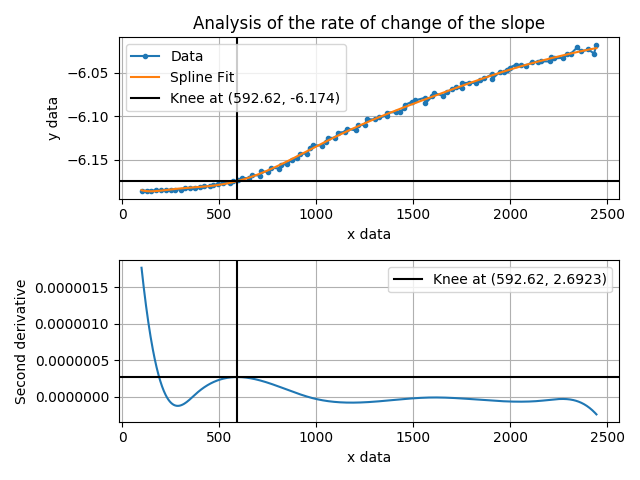 Analysis of the rate of change of the slope
Data
Spline Fit
Knee at (592.62, -6.174)
y data
−6.05
−6.10
−6.15
0 500 1000 1500 2000 2500
x data
Knee at (592.62, 2.6923)
Second derivative
0.0000015
0.0000010
0.0000005
0.0000000
0 500 1000 1500 2000 2500
x data